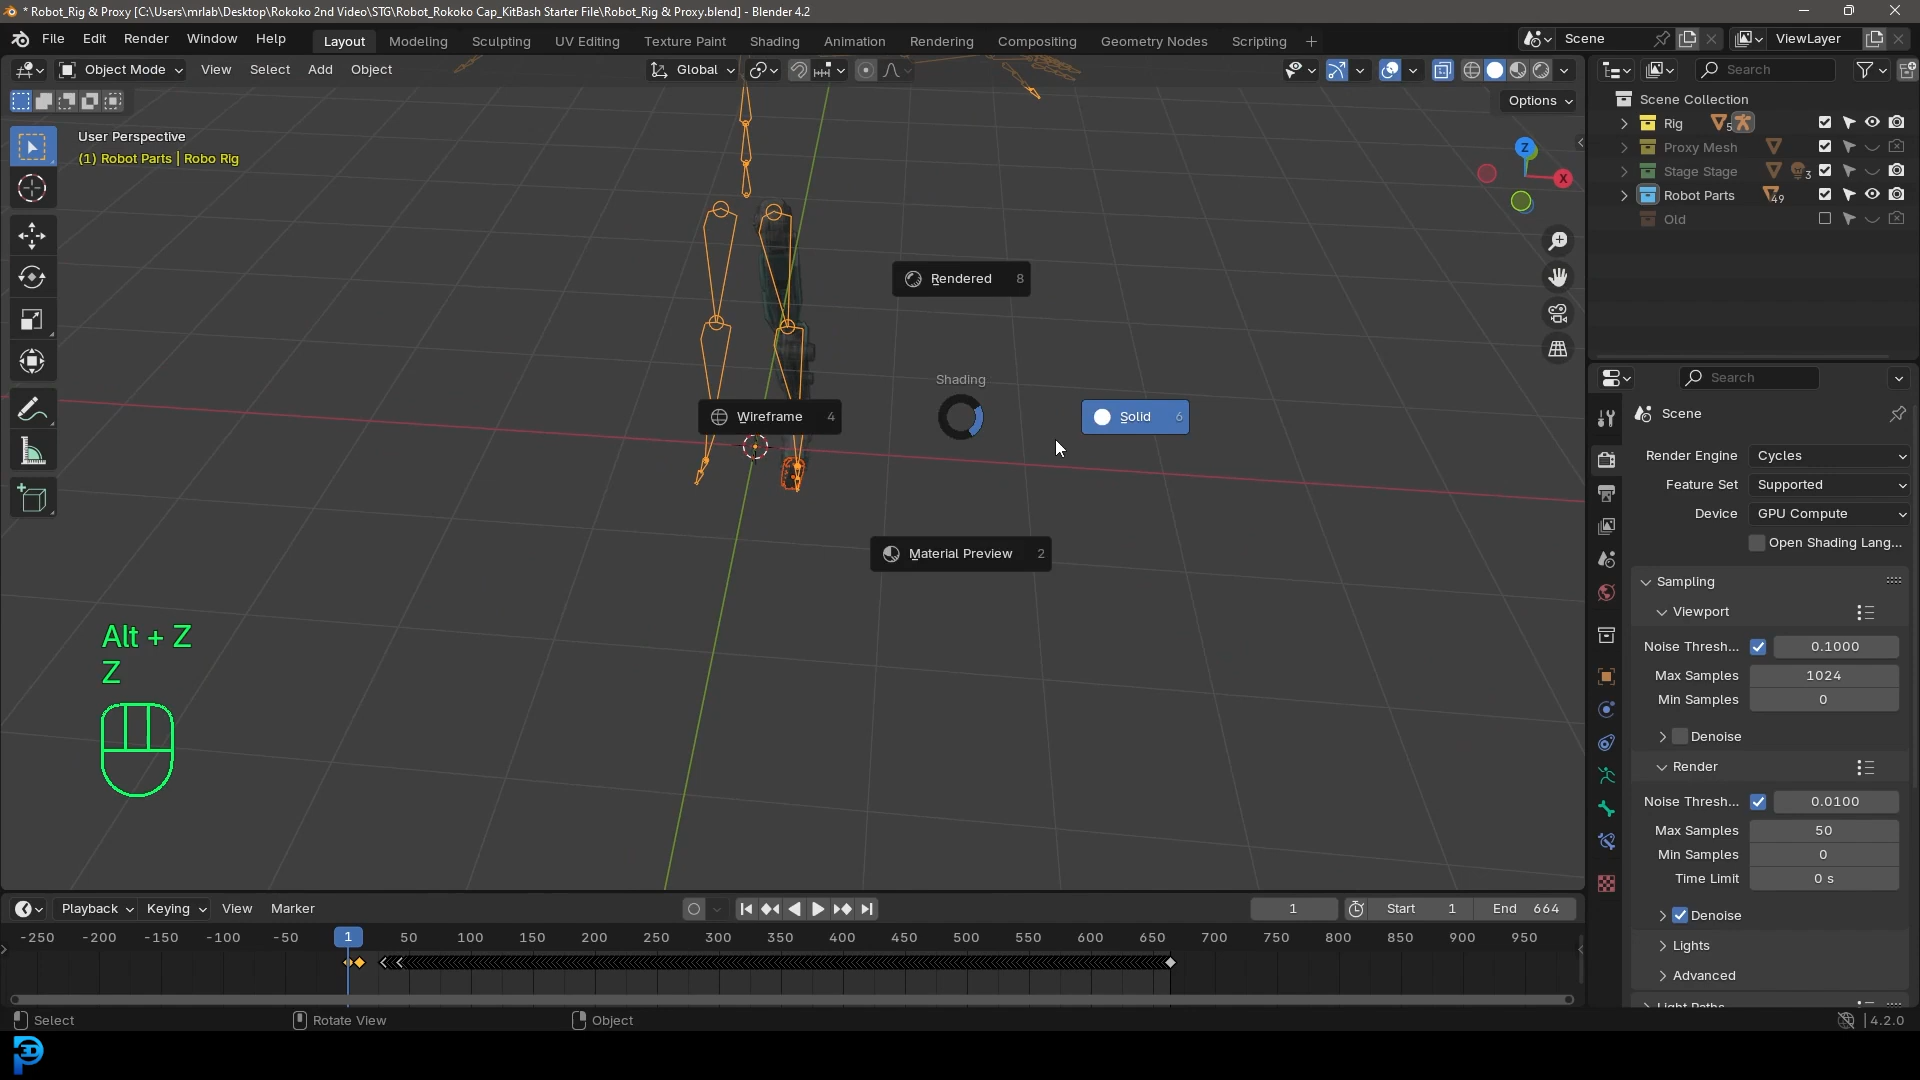 * Robot_Rig & Proxy [C:\Users\mrlab\Desktop\Rokoko 2nd Video\STG\Robot_Rokoko Cap_KitBash Starter File\Robot_Rig & Proxy.blend] - Blender 4.2
File Edit Render Window Help Layout Modeling Sculpting UV Editing Texture Paint Shading Animation Rendering Compositing Geometry Nodes Scripting + Scene ViewLayer
Object Mode View Select Add Object Global Search
Options
User Perspective
(1) Robot Parts | Robo Rig
Z
X
Scene Collection
Rig 5
Proxy Mesh
Stage Stage 3
Robot Parts 49
Old
Rendered 8
Shading
Wireframe 4
Solid 6
Material Preview 2
Alt + Z
Z
Search
Scene
Render Engine Cycles
Feature Set Supported
Device GPU Compute
Open Shading Lang...
Sampling
Viewport
Noise Thresh... 0.1000
Max Samples 1024
Min Samples 0
Denoise
Render
Noise Thresh... 0.0100
Max Samples 50
Min Samples 0
Time Limit 0 s
Denoise
Lights
Advanced
Light Paths
Playback Keying View Marker 1 Start 1 End 664
-250 -200 -150 -100 -50 1 50 100 150 200 250 300 350 400 450 500 550 600 650 700 750 800 850 900 950
Select Rotate View Object 4.2.0